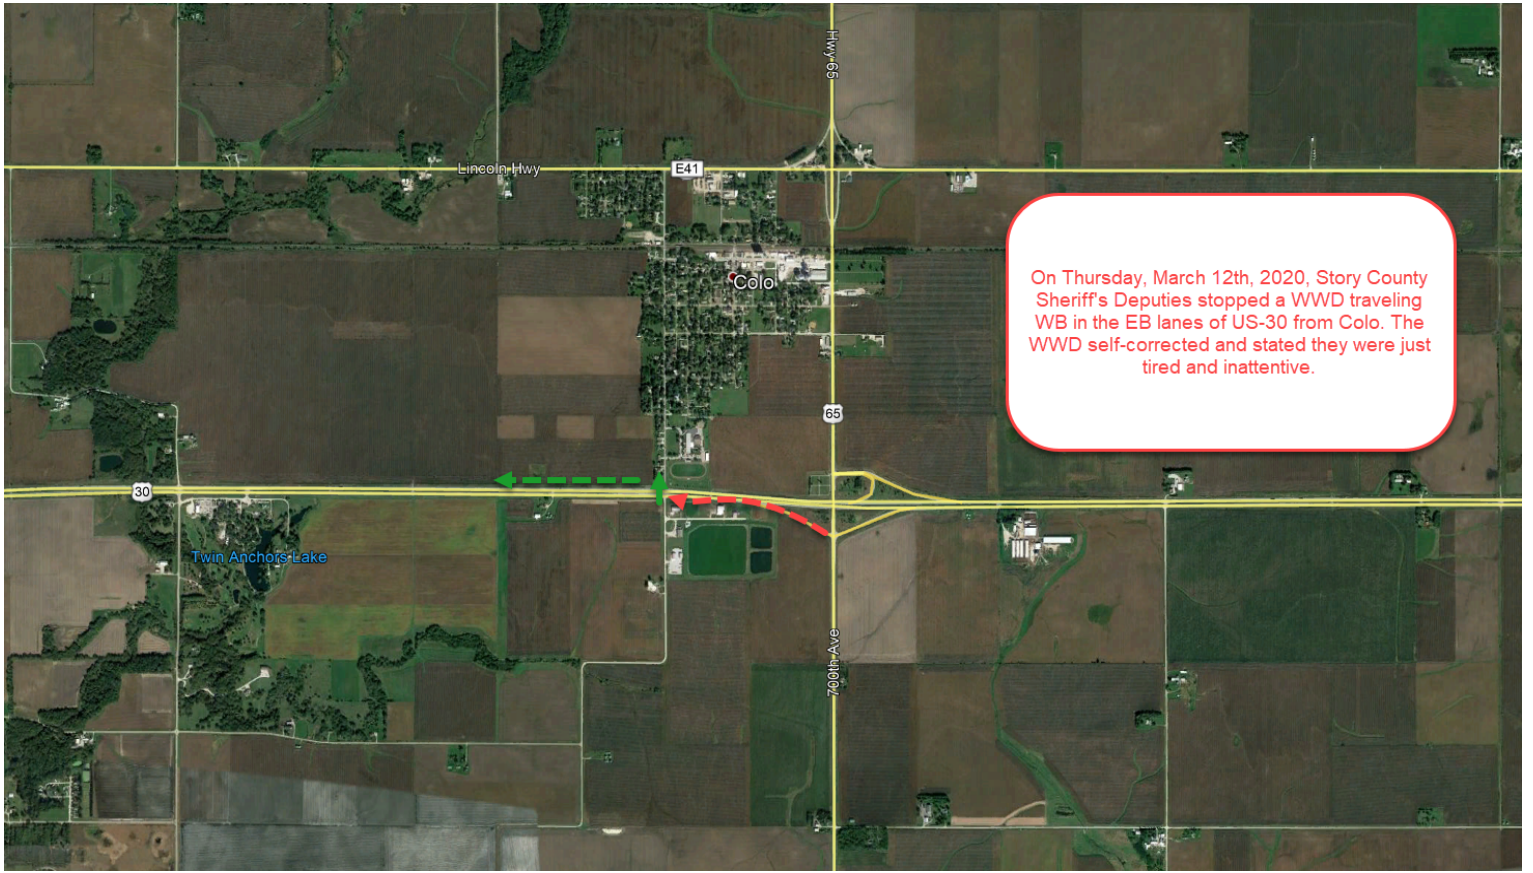 Hwy 65
Lincoln Hwy
E41
Colo
On Thursday, March 12th, 2020, Story County
Sheriff's Deputies stopped a WWD traveling
WB in the EB lanes of US-30 from Colo. The
WWD self-corrected and stated they were just
tired and inattentive.
65
30
Twin Anchors Lake
700th Ave